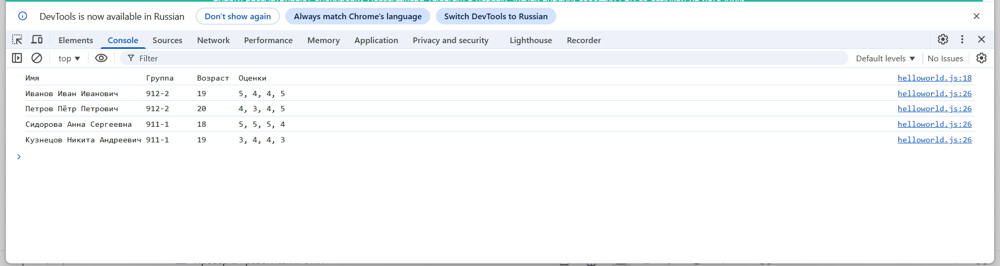 DevTools is now available in Russian Don't show again Always match Chrome's language Switch DevTools to Russian
Elements Console Sources Network Performance Memory Application Privacy and security Lighthouse Recorder
top Filter Default levels No Issues
Имя Группа Возраст Оценки helloworld.js:18
Иванов Иван Иванович 912-2 19 5, 4, 4, 5 helloworld.js:26
Петров Пётр Петрович 912-2 20 4, 3, 4, 5 helloworld.js:26
Сидорова Анна Сергеевна 911-1 18 5, 5, 5, 4 helloworld.js:26
Кузнецов Никита Андреевич 911-1 19 3, 4, 4, 3 helloworld.js:26